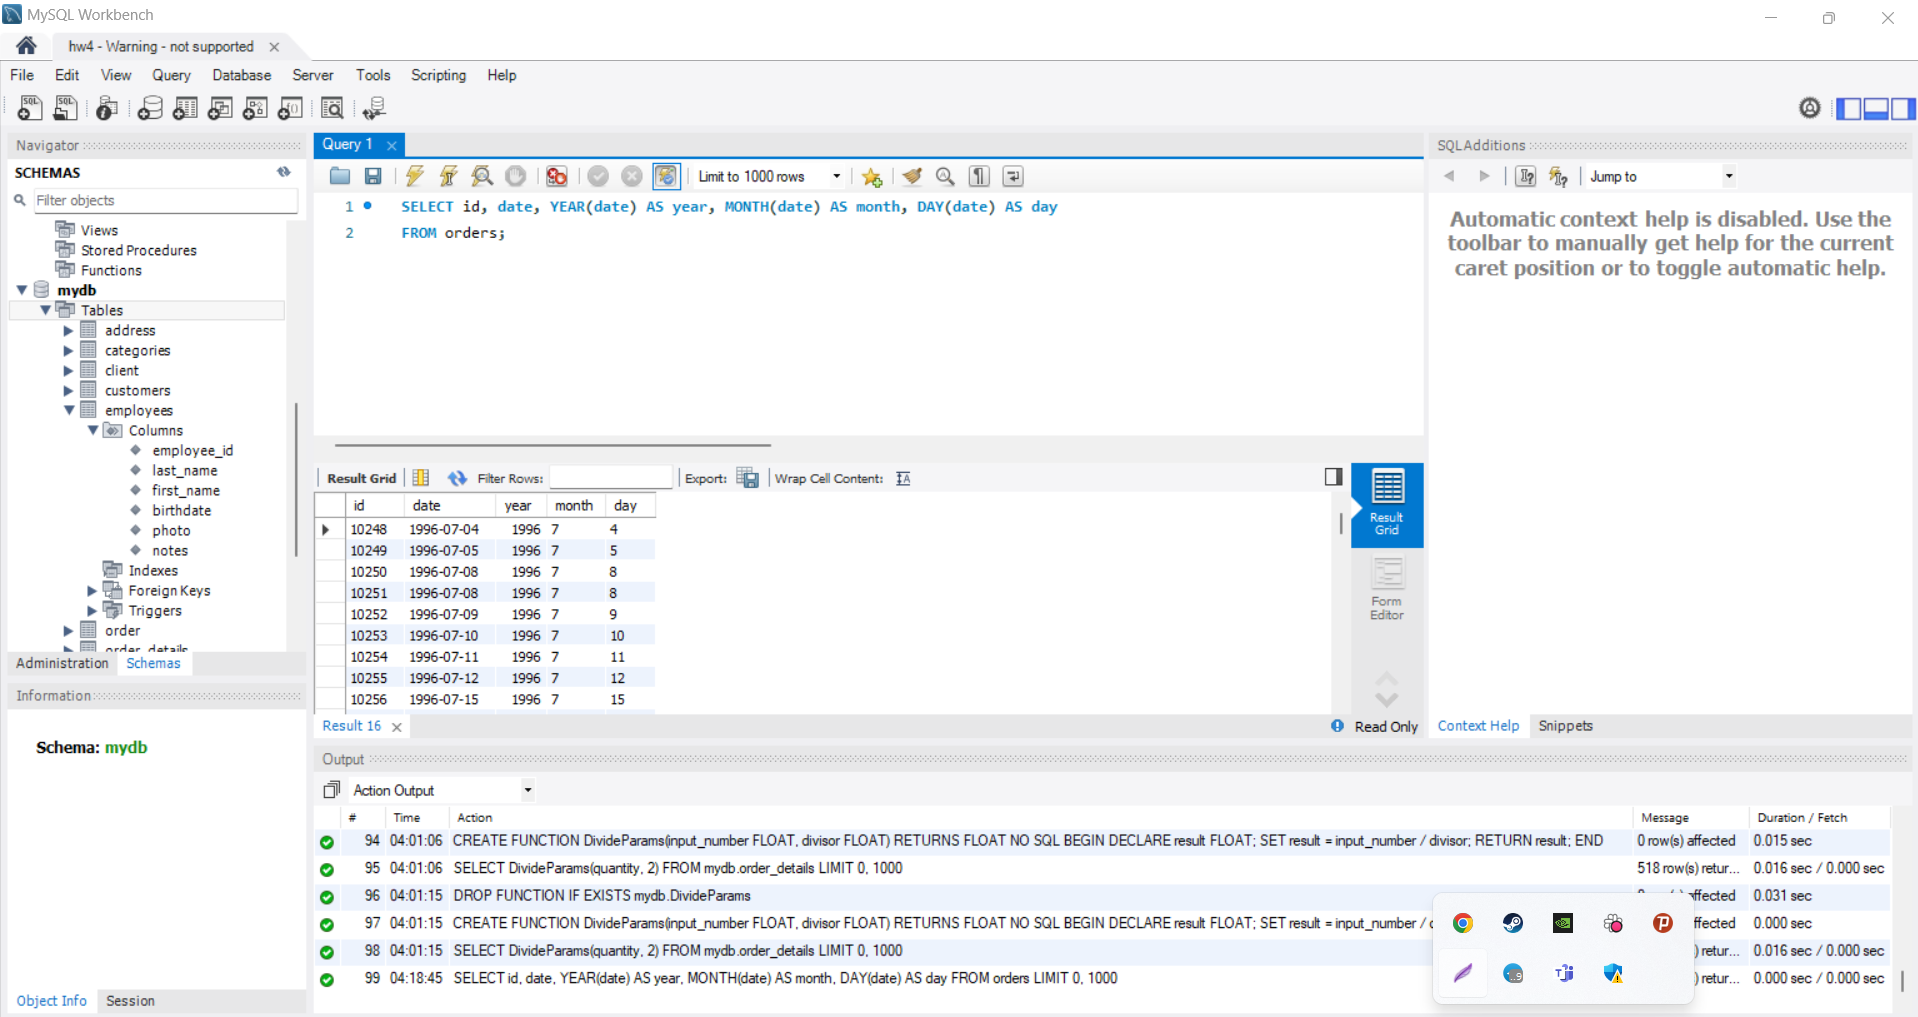 MySQL Workbench
hw4 - Warning - not supported
File Edit View Query Database Server Tools Scripting Help
Navigator
SCHEMAS
Filter objects
Views
Stored Procedures
Functions
mydb
Tables
address
categories
client
customers
employees
Columns
employee_id
last_name
first_name
birthdate
photo
notes
Indexes
Foreign Keys
Triggers
order
order_details
Administration Schemas
Information
Schema: mydb
Object Info Session
Query 1
Limit to 1000 rows
1 SELECT id, date, YEAR(date) AS year, MONTH(date) AS month, DAY(date) AS day
2 FROM orders;
Result Grid Filter Rows: Export: Wrap Cell Content:
id date year month day
10248 1996-07-04 1996 7 4
10249 1996-07-05 1996 7 5
10250 1996-07-08 1996 7 8
10251 1996-07-08 1996 7 8
10252 1996-07-09 1996 7 9
10253 1996-07-10 1996 7 10
10254 1996-07-11 1996 7 11
10255 1996-07-12 1996 7 12
10256 1996-07-15 1996 7 15
Result
Grid
Form
Editor
Result 16
Read Only
SQLAdditions
Jump to
Automatic context help is disabled. Use the
toolbar to manually get help for the current
caret position or to toggle automatic help.
Context Help Snippets
Output
Action Output
# Time Action Message Duration / Fetch
94 04:01:06 CREATE FUNCTION DivideParams(input_number FLOAT, divisor FLOAT) RETURNS FLOAT NO SQL BEGIN DECLARE result FLOAT; SET result = input_number / divisor; RETURN result; END 0 row(s) affected 0.015 sec
95 04:01:06 SELECT DivideParams(quantity, 2) FROM mydb.order_details LIMIT 0, 1000 518 row(s) retur... 0.016 sec / 0.000 sec
96 04:01:15 DROP FUNCTION IF EXISTS mydb.DivideParams ffected 0.031 sec
97 04:01:15 CREATE FUNCTION DivideParams(input_number FLOAT, divisor FLOAT) RETURNS FLOAT NO SQL BEGIN DECLARE result FLOAT; SET result = input_number / ffected 0.000 sec
98 04:01:15 SELECT DivideParams(quantity, 2) FROM mydb.order_details LIMIT 0, 1000 ) retur... 0.016 sec / 0.000 sec
99 04:18:45 SELECT id, date, YEAR(date) AS year, MONTH(date) AS month, DAY(date) AS day FROM orders LIMIT 0, 1000 ) retur... 0.000 sec / 0.000 sec